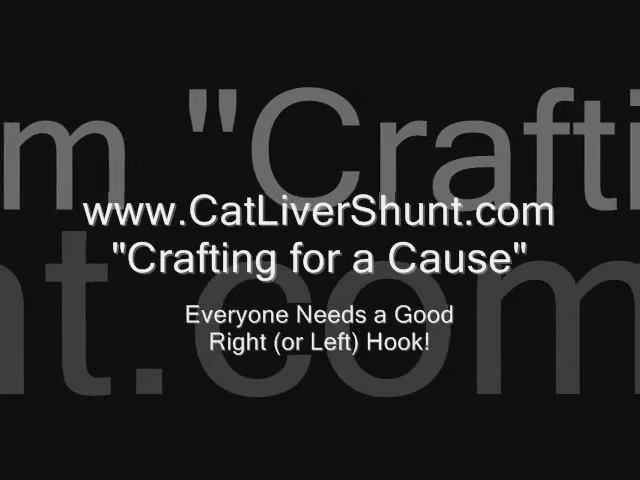 www.CatLiverShunt.com
"Crafting for a Cause"
Everyone Needs a Good
Right (or Left) Hook!
m "Crafti
nt.com